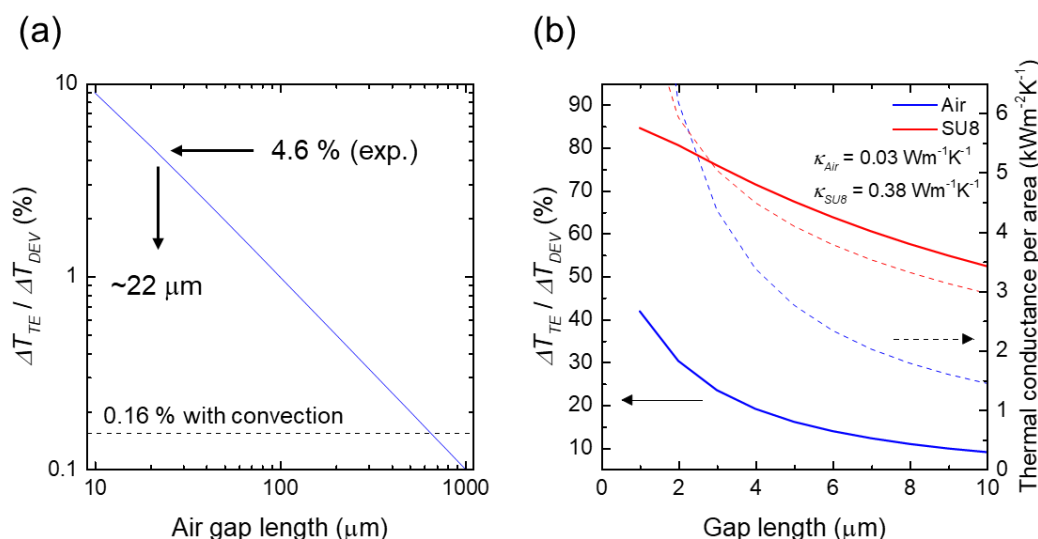 (a)
10
1
0.1
ΔT_TE / ΔT_DEV (%)
4.6 % (exp.)
~22 μm
0.16 % with convection
10
100
1000
Air gap length (μm)
(b)
90
80
70
60
50
40
30
20
10
ΔT_TE / ΔT_DEV (%)
Air
SU8
κ_Air = 0.03 Wm⁻¹K⁻¹
κ_SU8 = 0.38 Wm⁻¹K⁻¹
6
5
4
3
2
1
0
Thermal conductance per area (kWm⁻²K⁻¹)
0
2
4
6
8
10
Gap length (μm)